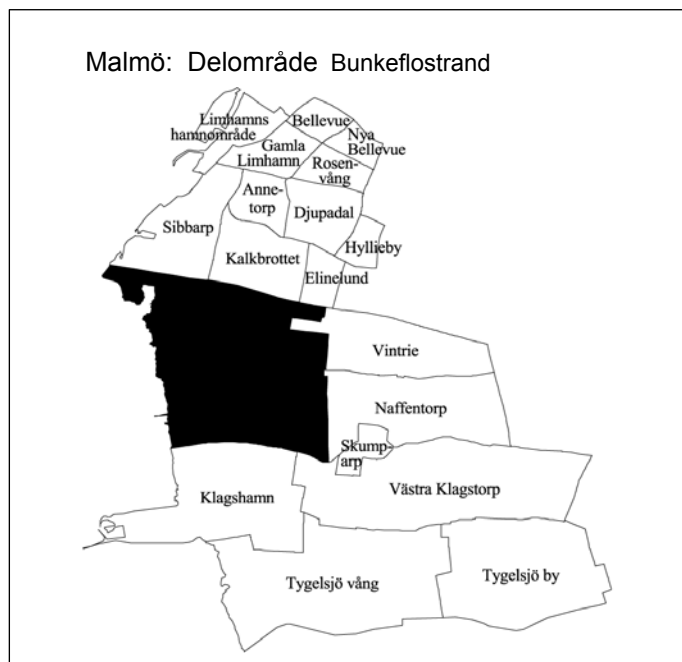 Malmö: Delområde Bunkeflostrand
Limhamns
hamnområde
Bellevue
Nya
Bellevue
Gamla
Limhamn
Rosen-
vång
Anne-
torp
Djupadal
Sibbarp
Hyllieby
Kalkbrottet
Elinelund
Vintrie
Naffentorp
Skump-
arp
Västra Klagstorp
Klagshamn
Tygelsjö vång
Tygelsjö by